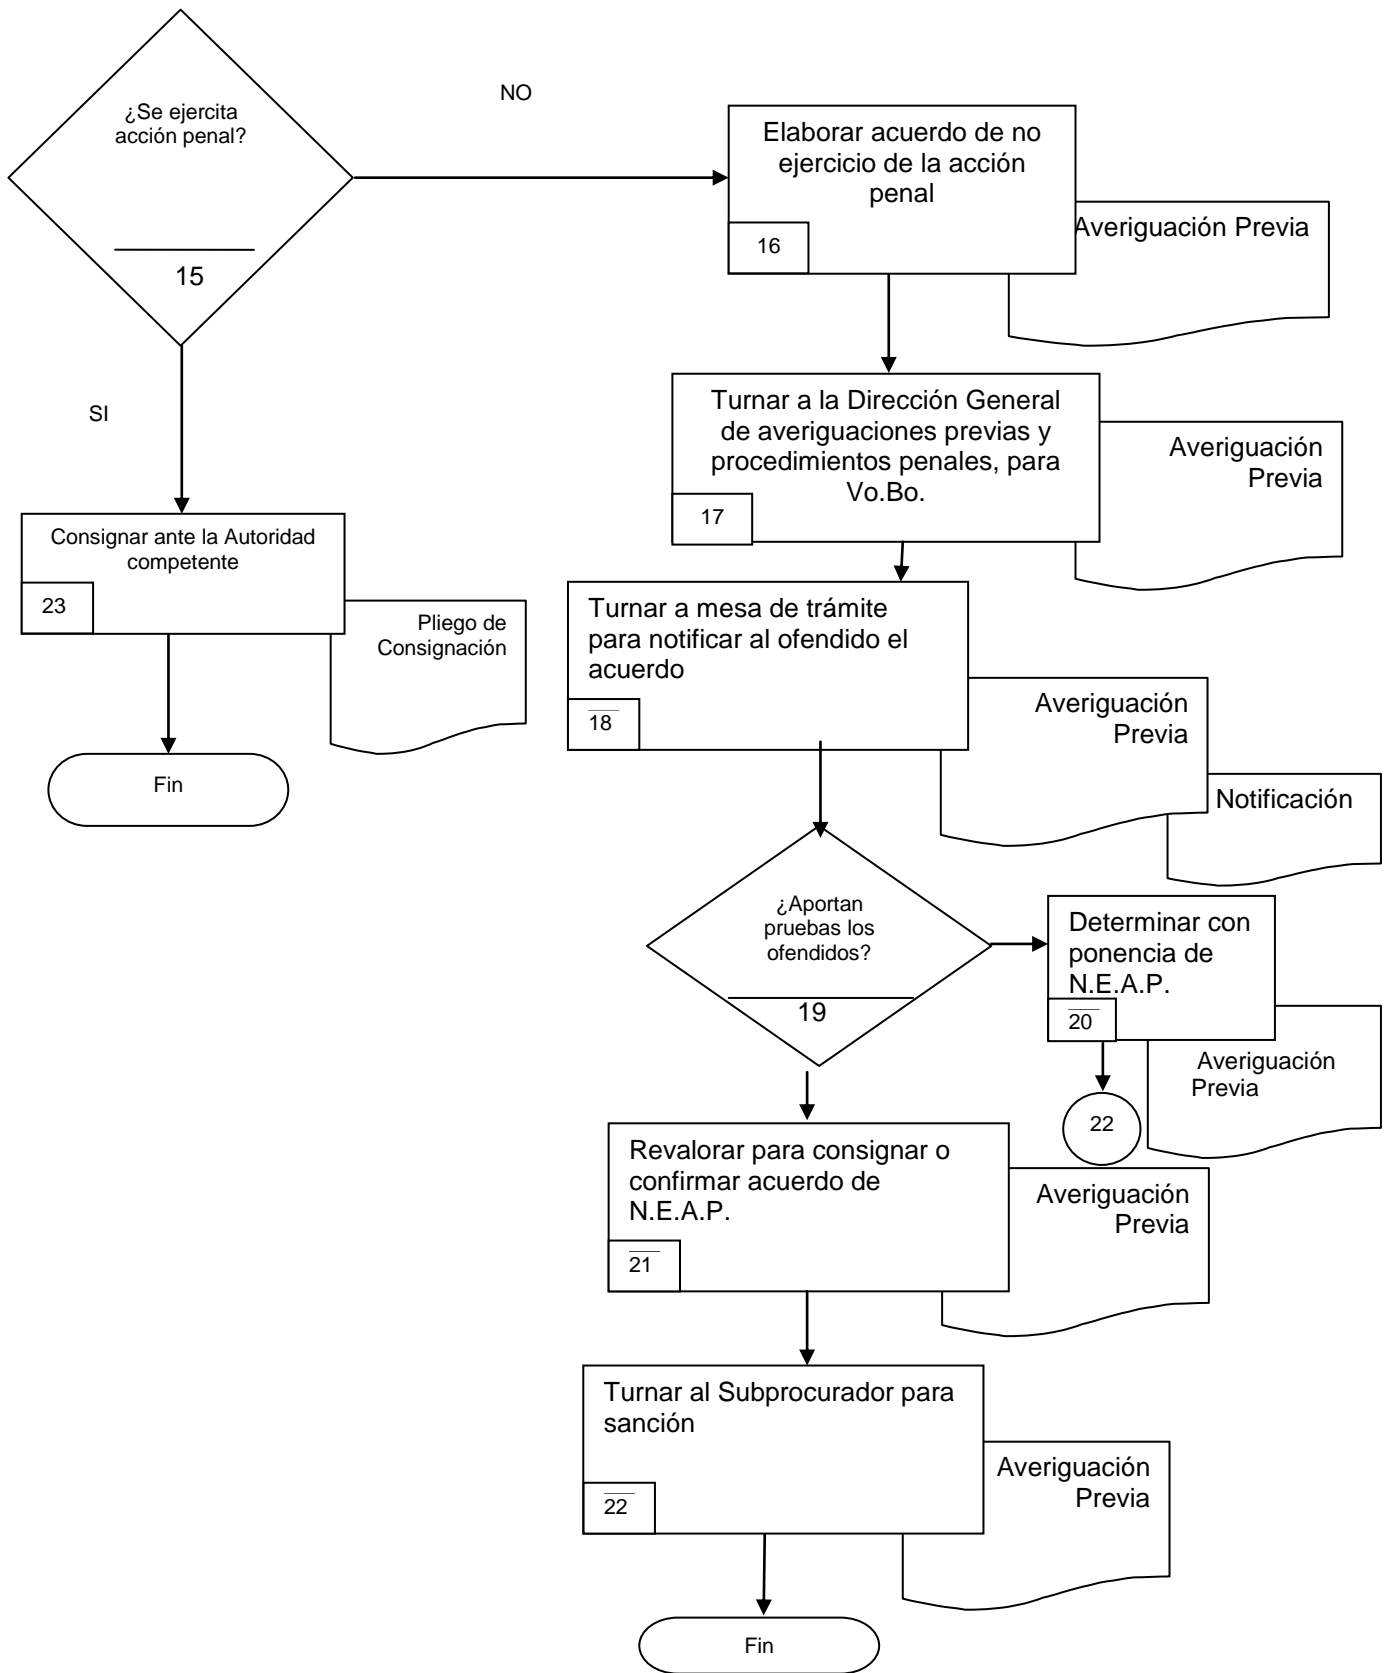 ¿Se ejercita
acción penal?
15
NO
SI
Elaborar acuerdo de no
ejercicio de la acción
penal
16
Averiguación Previa
Turnar a la Dirección General
de averiguaciones previas y
procedimientos penales, para
Vo.Bo.
17
Averiguación
Previa
Consignar ante la Autoridad
competente
23
Pliego de
Consignación
Fin
Turnar a mesa de trámite
para notificar al ofendido el
acuerdo
18
Averiguación
Previa
Notificación
¿Aportan
pruebas los
ofendidos?
19
Determinar con
ponencia de
N.E.A.P.
20
Averiguación
Previa
22
Revalorar para consignar o
confirmar acuerdo de
N.E.A.P.
21
Averiguación
Previa
Turnar al Subprocurador para
sanción
22
Averiguación
Previa
Fin